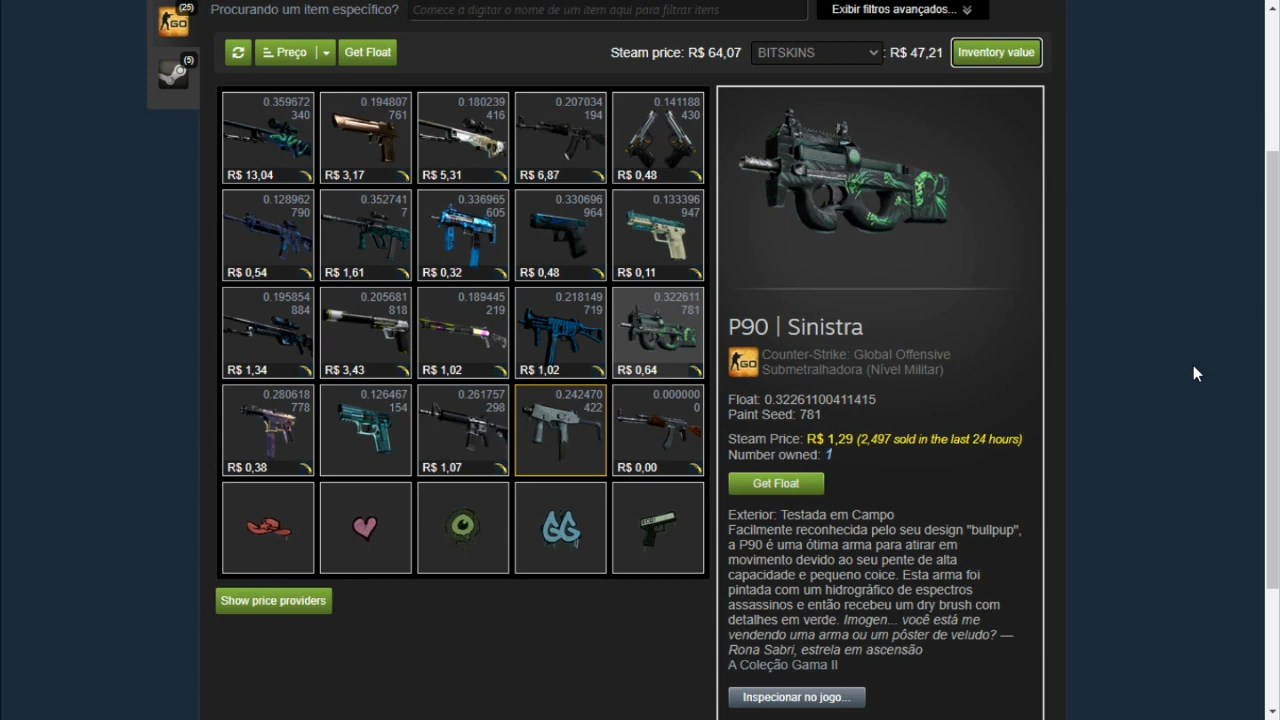 (25)
Procurando um item específico?
Comece a digitar o nome de um item aqui para filtrar itens
Exibir filtros avançados...
GO
(5)
Preço
Get Float
Steam price: R$ 64,07
BITSKINS
: R$ 47,21
Inventory value
0.359672
340
R$ 13,04
0.194807
761
R$ 3,17
0.180239
416
R$ 5,31
0.207034
194
R$ 6,87
0.141188
430
R$ 0,48
0.128962
790
R$ 0,54
0.352741
7
R$ 1,61
0.336965
605
R$ 0,32
0.330696
964
R$ 0,48
0.133396
947
R$ 0,11
0.195854
884
R$ 1,34
0.205681
818
R$ 3,43
0.189445
219
R$ 1,02
0.218149
719
R$ 1,02
0.322611
781
R$ 0,64
0.280618
778
R$ 0,38
0.126467
154
0.261757
298
R$ 1,07
0.242470
422
0.000000
0
R$ 0,00
GG
Show price providers
P90 | Sinistra
GO
Counter-Strike: Global Offensive
Submetralhadora (Nível Militar)
Float: 0.32261100411415
Paint Seed: 781
Steam Price: R$ 1,29 (2,497 sold in the last 24 hours)
Number owned: 1
Get Float
Exterior: Testada em Campo
Facilmente reconhecida pelo seu design "bullpup",
a P90 é uma ótima arma para atirar em
movimento devido ao seu pente de alta
capacidade e pequeno coice. Esta arma foi
pintada com um hidrográfico de espectros
assassinos e então recebeu um dry brush com
detalhes em verde. Imogen... você está me
vendendo uma arma ou um pôster de veludo? —
Rona Sabri, estrela em ascensão
A Coleção Gama II
Inspecionar no jogo...